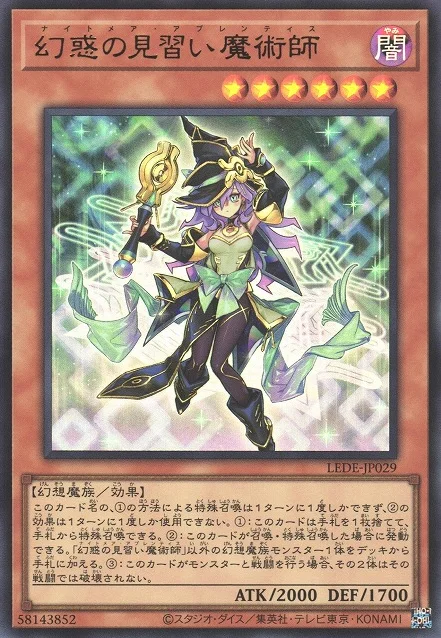 ナイトメア・アプレンティス
幻惑の見習い魔術師
やみ
闇
LEDE-JP029
【幻想魔族／効果】
このカード名の、①の方法による特殊召喚は1ターンに1度しかできず、②の
効果は1ターンに1度しか使用できない。①：このカードは手札を1枚捨てて、
手札から特殊召喚できる。②：このカードが召喚・特殊召喚した場合に発動
できる。「幻惑の見習い魔術師」以外の幻想魔族モンスター1体をデッキか
ら手札に加える。③：このカードがモンスターと戦闘を行う場合、その2体はその
戦闘では破壊されない。
ATK/2000 DEF/1700
58143852
©スタジオ・ダイス／集英社・テレビ東京・KONAMI